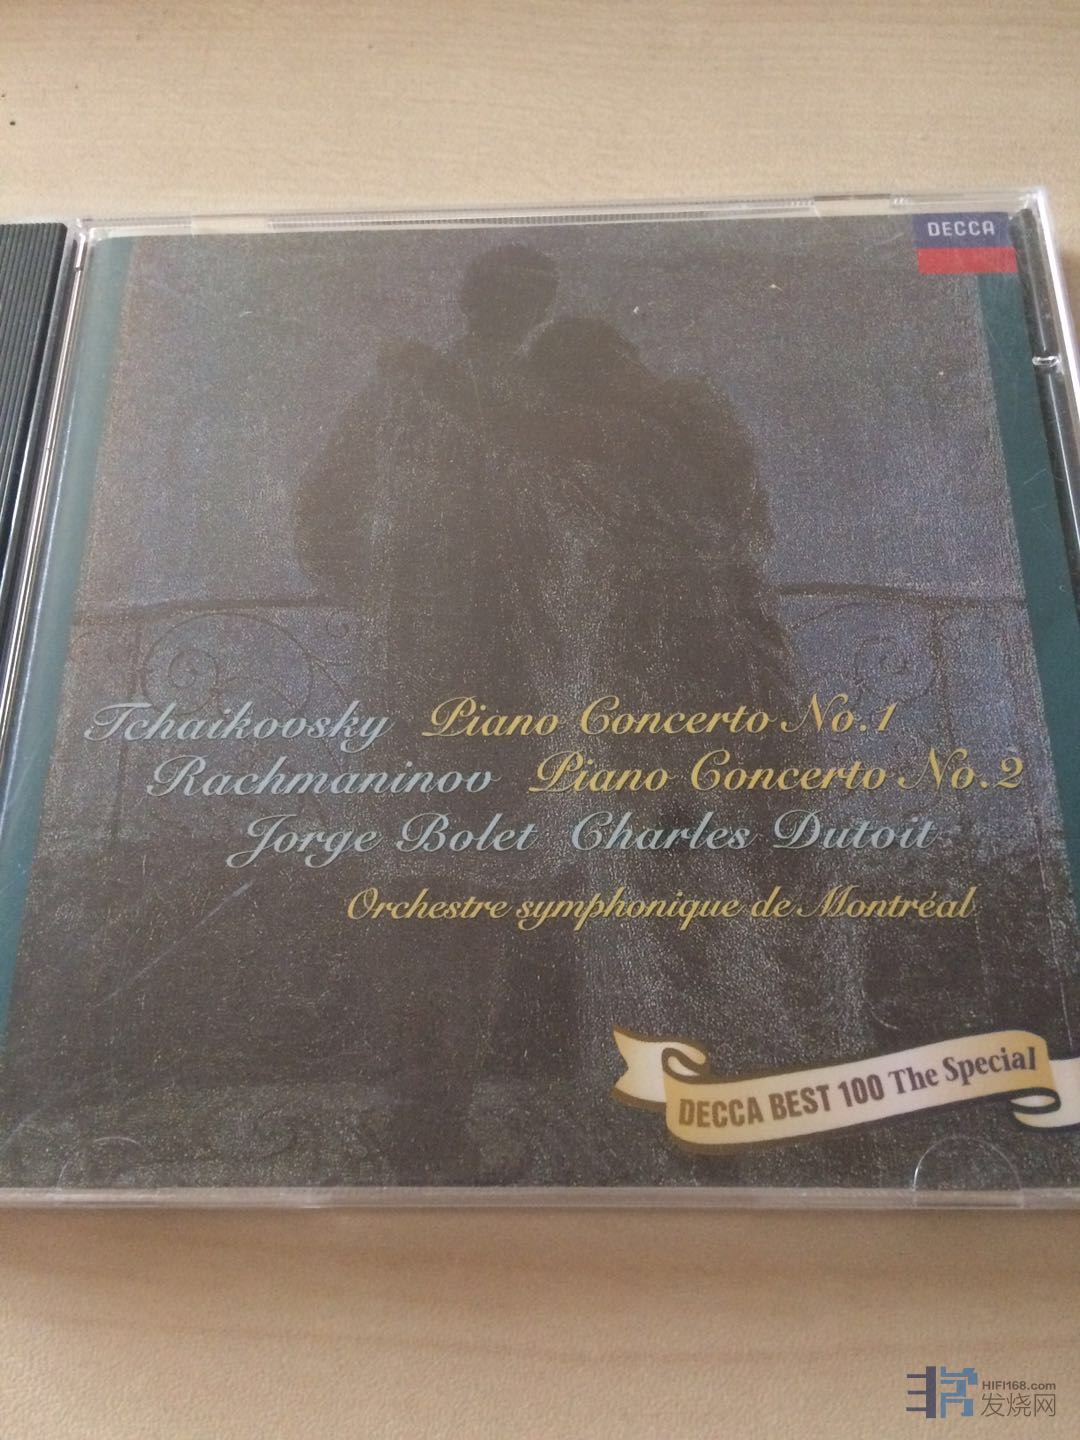 DECCA
Tchaikovsky Piano Concerto No.1
Rachmaninov Piano Concerto No.2
Jorge Bolet Charles Dutoit
Orchestre symphonique de Montréal
DECCA BEST 100 The Special
HIFI168.com
发烧网